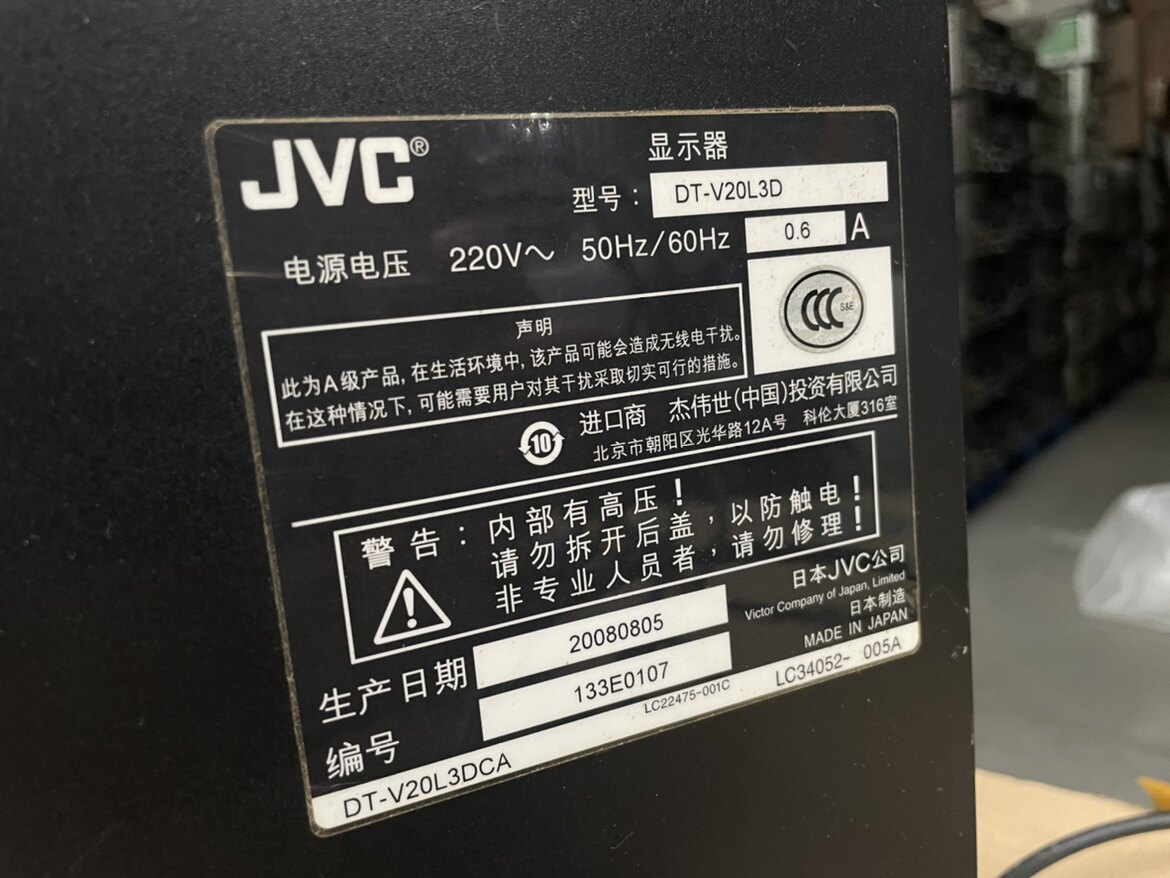 JVC®
显示器
型号： DT-V20L3D
电源电压 220V～ 50Hz/60Hz 0.6 A
CCC S&E
声明
此为A级产品, 在生活环境中, 该产品可能会造成无线电干扰。
在这种情况下, 可能需要用户对其干扰采取切实可行的措施。
10
进口商 杰伟世(中国)投资有限公司
北京市朝阳区光华路12A号 科伦大厦316室
警告： 内部有高压！
请勿拆开后盖，以防触电！
非专业人员者，请勿修理！
日本JVC公司
Victor Company of Japan, Limited
日本制造
MADE IN JAPAN
生产日期 20080805
编号 133E0107
LC22475-001C
DT-V20L3DCA
LC34052- 005A